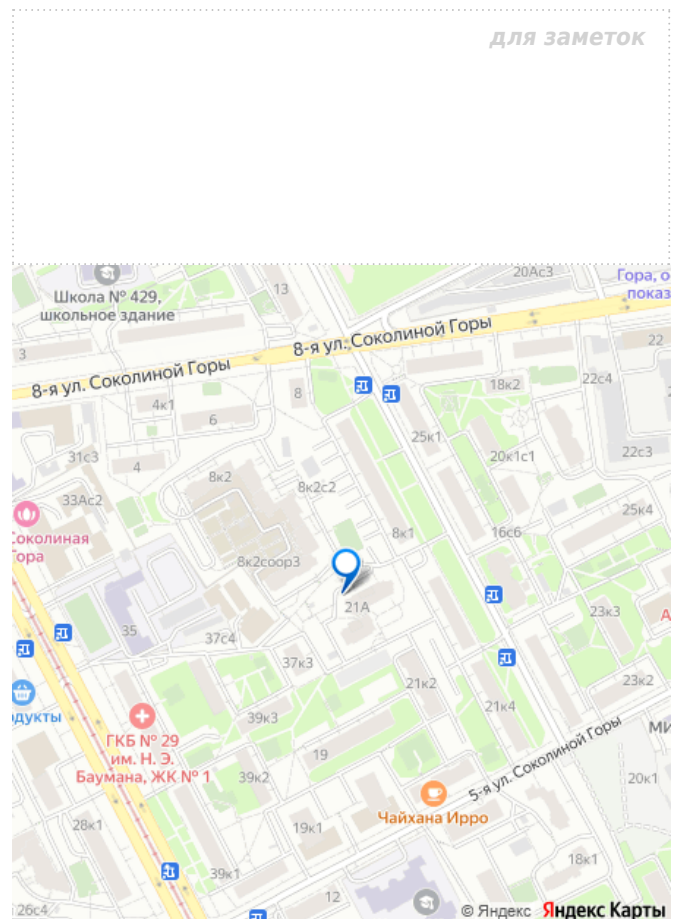 для заметок
20Ас3
Гора, о
показ
Школа № 429,
школьное здание
13
8-я ул. Соколиной Горы
3
22
8-я ул. Соколиной Горы
18к2
22с4
8
4к1
6
25к1
20к1с1
22с3
31с3
4
8к2
8к2с2
33Ас2
25к4
Соколиная
Гора
8к1
16с6
8к2соор3
21А
23к3
35
37с4
37к3
21к2
23к2
21к4
одукты
39к3
5-я ул. Соколиной Горы
ГКБ № 29
им. Н. Э.
Баумана, ЖК № 1
19
39к2
20к1
Чайхана Ирро
28к1
19к1
18к1
39к1
12
26с4
© Яндекс Яндекс Карты